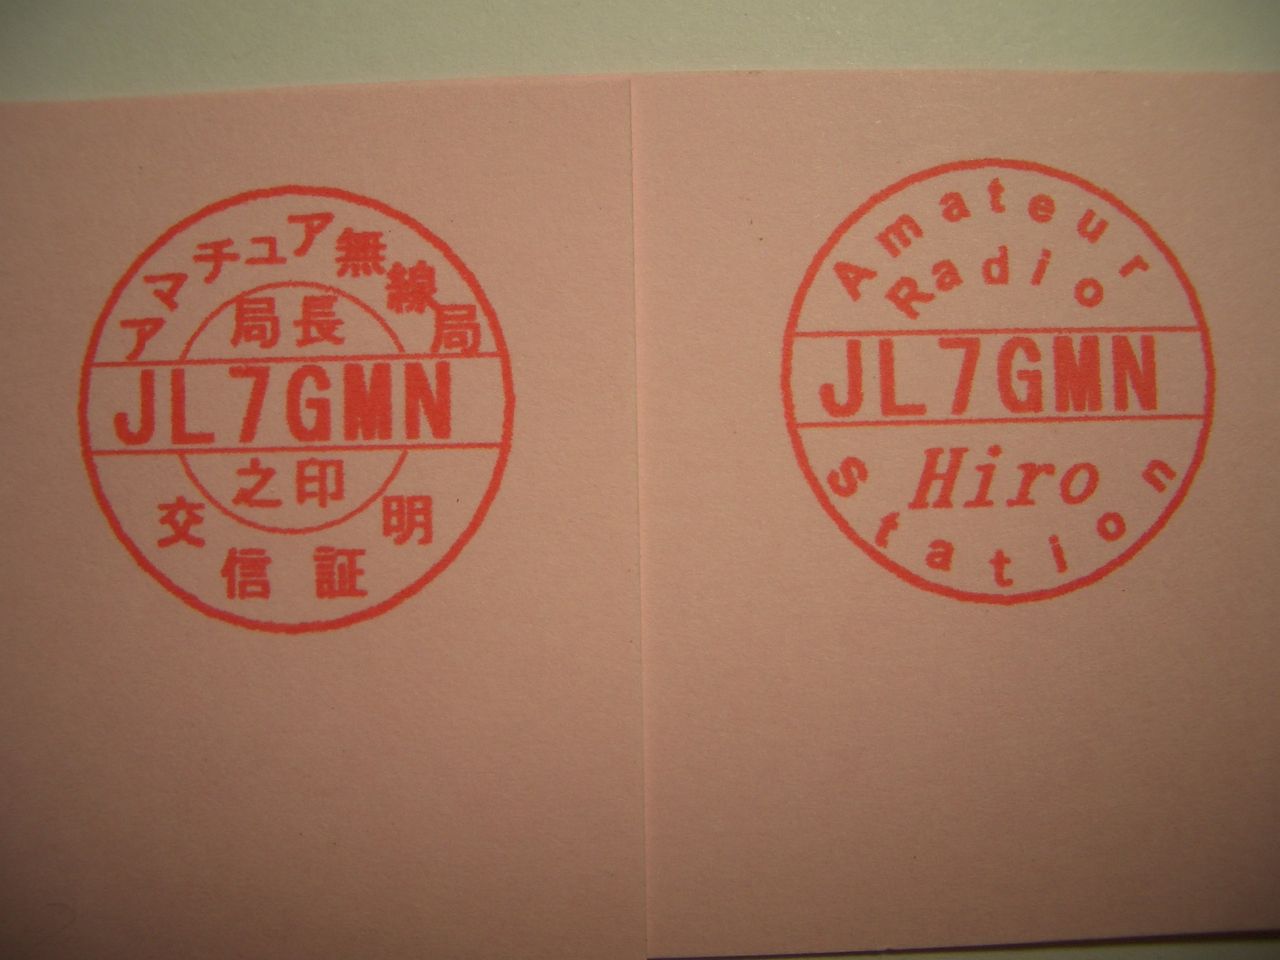 アマチュア無線局
局長
JL7GMN
之印
交信証明
Amateur
Radio
JL7GMN
Hiro
Station